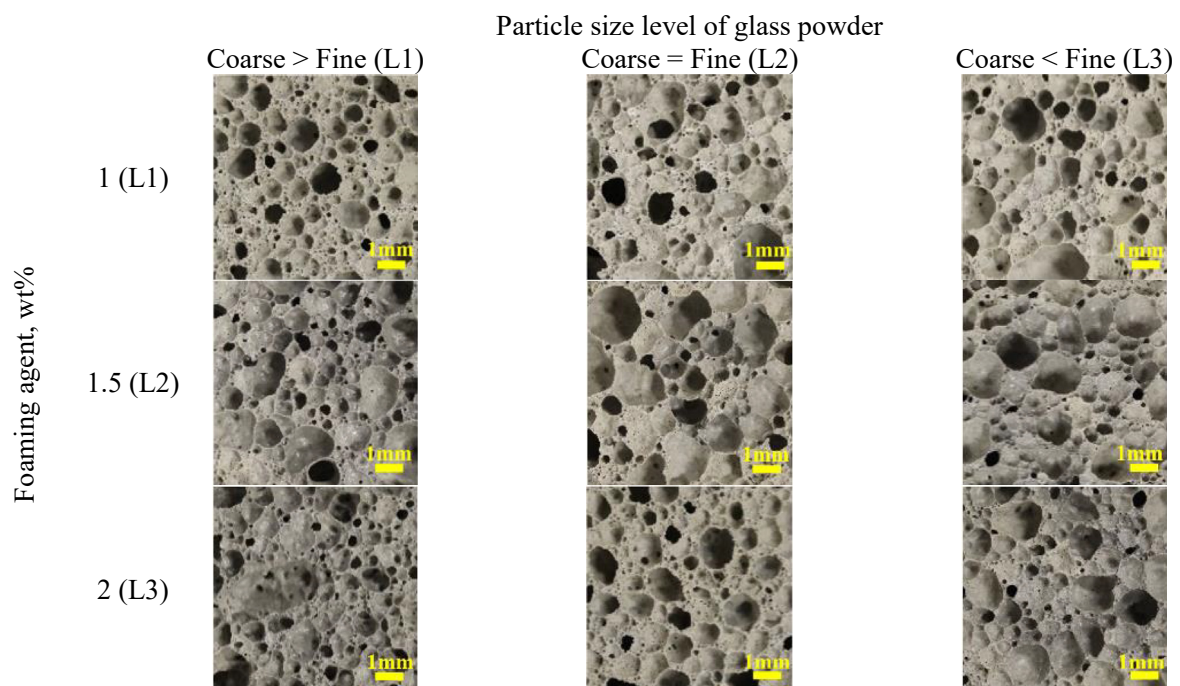 Particle size level of glass powder
Coarse > Fine (L1) Coarse = Fine (L2) Coarse < Fine (L3)
Foaming agent, wt%
1 (L1)
1mm 1mm 1mm
1.5 (L2)
1mm 1mm 1mm
2 (L3)
1mm 1mm 1mm